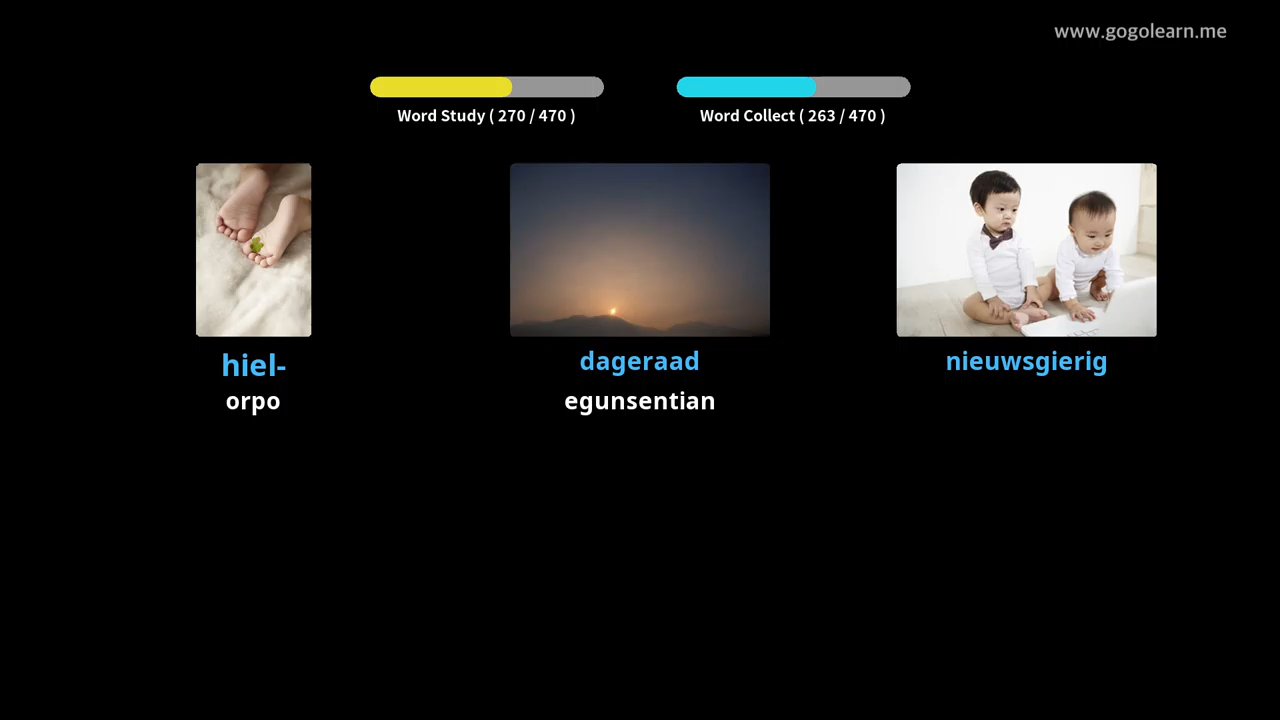 www.gogolearn.me
Word Study ( 270 / 470 )
Word Collect ( 263 / 470 )
hiel-
orpo
dageraad
egunsentian
nieuwsgierig